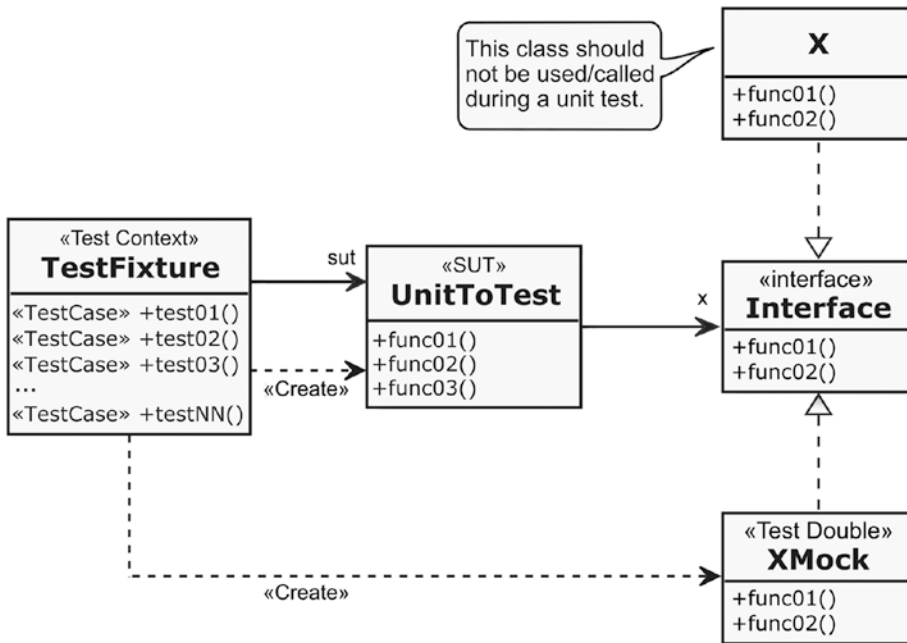 This class should
not be used/called
during a unit test.
X
+func01()
+func02()
«Test Context»
TestFixture
«TestCase» +test01()
«TestCase» +test02()
«TestCase» +test03()
...
«TestCase» +testNN()
sut
«Create»
«SUT»
UnitToTest
+func01()
+func02()
+func03()
x
«interface»
Interface
+func01()
+func02()
«Create»
«Test Double»
XMock
+func01()
+func02()